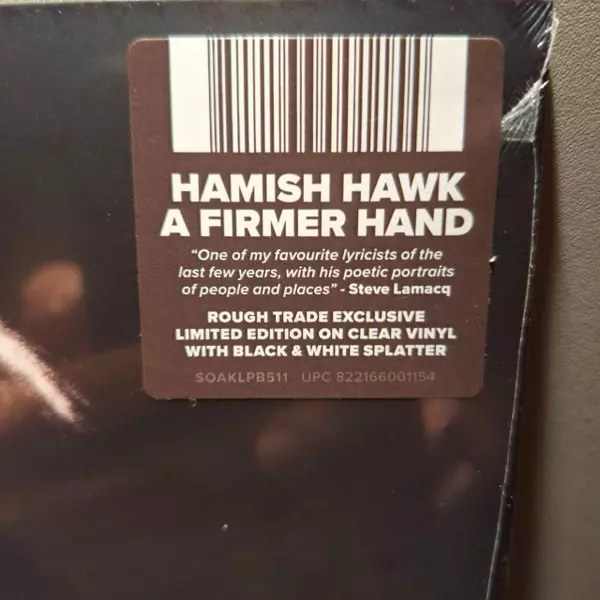 HAMISH HAWK
A FIRMER HAND
“One of my favourite lyricists of the
last few years, with his poetic portraits
of people and places” - Steve Lamacq
ROUGH TRADE EXCLUSIVE
LIMITED EDITION ON CLEAR VINYL
WITH BLACK & WHITE SPLATTER
SOAKLPB511 UPC 822166001154